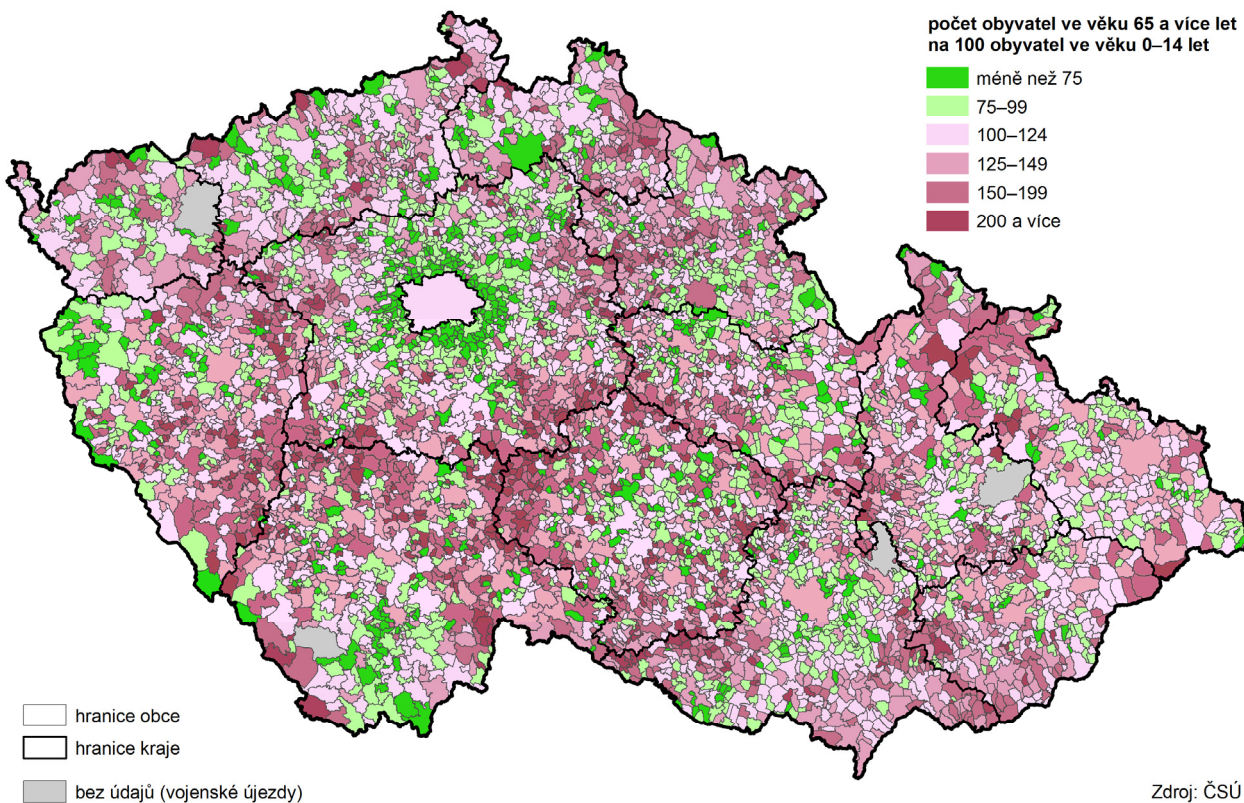 počet obyvatel ve věku 65 a více let
na 100 obyvatel ve věku 0–14 let
méně než 75
75–99
100–124
125–149
150–199
200 a více
hranice obce
hranice kraje
bez údajů (vojenské újezdy)
Zdroj: ČSÚ